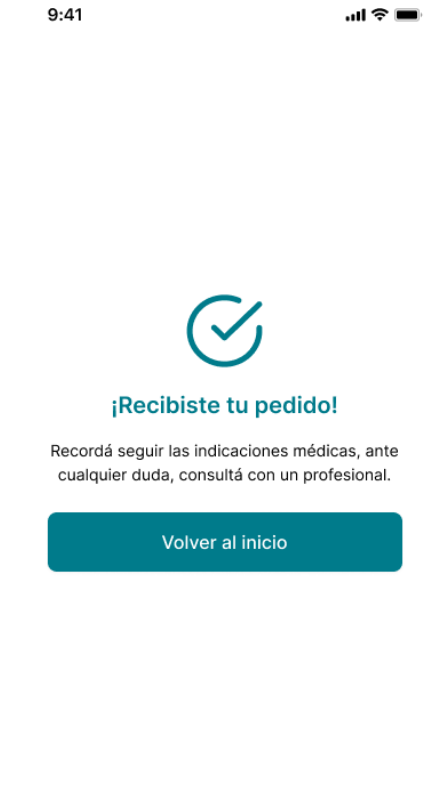 9:41
¡Recibiste tu pedido!
Recordá seguir las indicaciones médicas, ante
cualquier duda, consultá con un profesional.
Volver al inicio